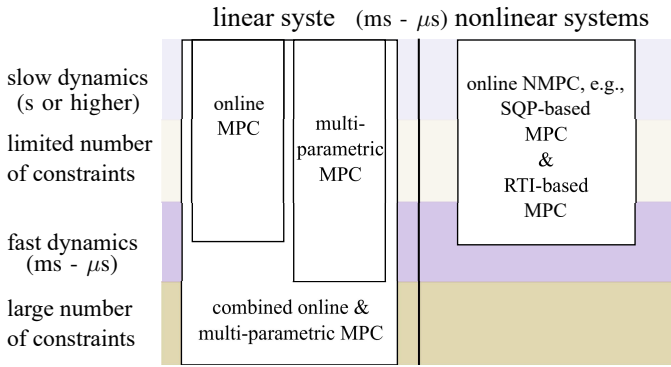 linear syste (ms - μs) nonlinear systems
slow dynamics
(s or higher)
limited number
of constraints
fast dynamics
(ms - μs)
large number
of constraints
online
MPC
multi-
parametric
MPC
combined online &
multi-parametric MPC
online NMPC, e.g.,
SQP-based
MPC
&
RTI-based
MPC